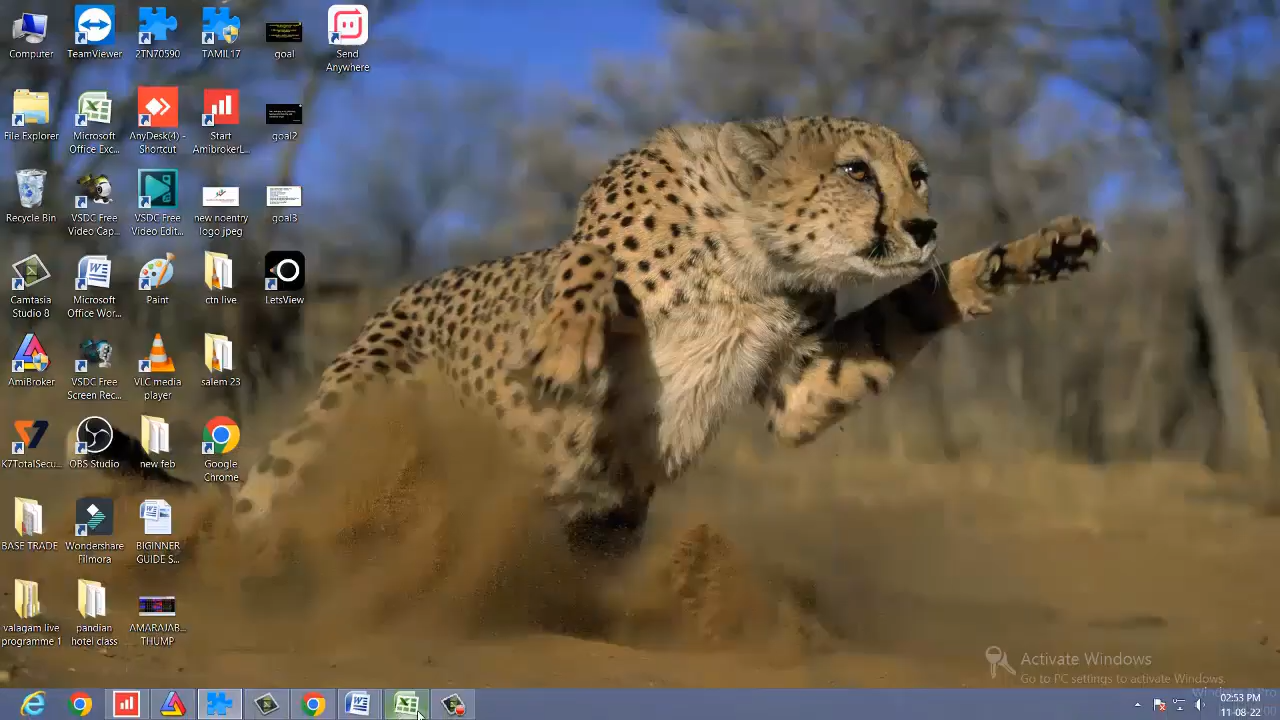 Computer
TeamViewer
ZTN70590
TAMIL17
goal
Send
Anywhere
File Explorer
Microsoft
Office Exc...
AnyDesk(4) -
Shortcut
Start
AmibrokerL...
goal2
Recycle Bin
VSDC Free
Video Cap...
VSDC Free
Video Edit...
new noentry
logo jpeg
goal3
Camtasia
Studio 8
Microsoft
Office Wor...
Paint
ctn live
LetsView
AmiBroker
VSDC Free
Screen Rec...
VLC media
player
salem 23
K7TotalSecu...
OBS Studio
new feb
Google
Chrome
BASE TRADE
Wondershare
Filmora
BIGINNER
GUIDE S...
valagam live
programme 1
pandian
hotel class
AMARAJAB...
THUMP
Activate Windows
Go to PC settings to activate Windows.
02:53 PM
11-08-22